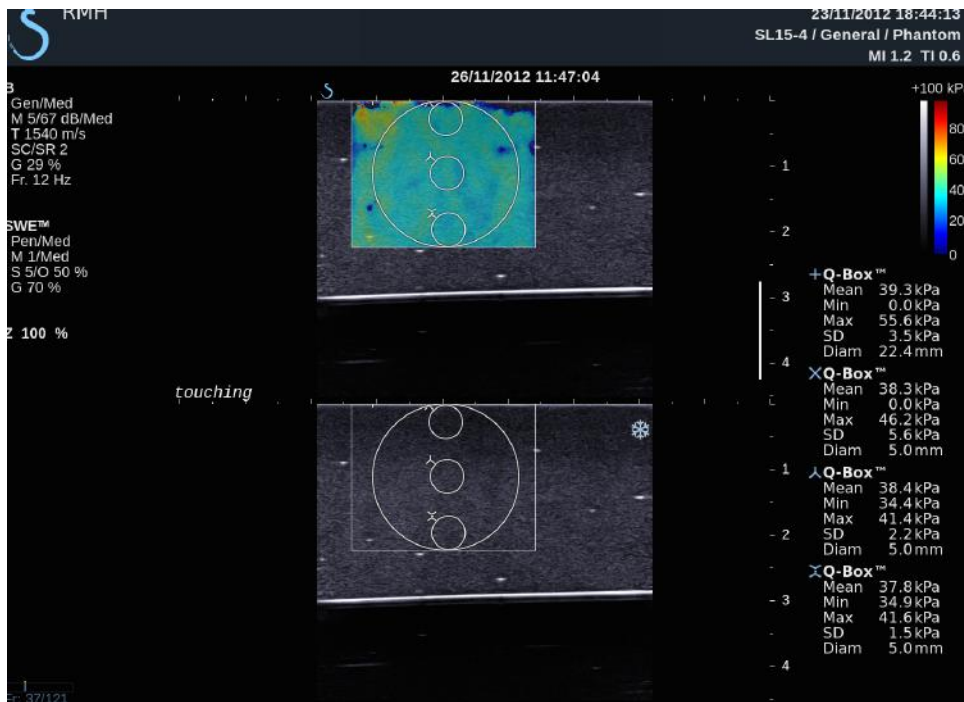 RMH
23/11/2012 18:44:13
SL15-4 / General / Phantom
MI 1.2 TI 0.6
26/11/2012 11:47:04
B
Gen/Med
M 5/67 dB/Med
T 1540 m/s
SC/SR 2
G 29 %
Fr. 12 Hz
SWE™
Pen/Med
M 1/Med
S 5/O 50 %
G 70 %
Z 100 %
touching
+100 kPa
80
60
40
20
0
1
2
3
4
+Q-Box™
Mean 39.3 kPa
Min 0.0 kPa
Max 55.6 kPa
SD 3.5 kPa
Diam 22.4 mm
Q-Box™
Mean 38.3 kPa
Min 0.0 kPa
Max 46.2 kPa
SD 5.6 kPa
Diam 5.0 mm
Q-Box™
Mean 38.4 kPa
Min 34.4 kPa
Max 41.4 kPa
SD 2.2 kPa
Diam 5.0 mm
Q-Box™
Mean 37.8 kPa
Min 34.9 kPa
Max 41.6 kPa
SD 1.5 kPa
Diam 5.0 mm
1
2
3
4
Fr: 37/121